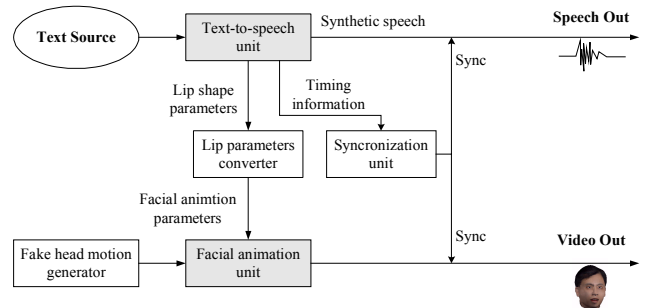 Text Source
Text-to-speech
unit
Synthetic speech
Speech Out
Sync
Lip shape
parameters
Timing
information
Lip parameters
converter
Syncronization
unit
Facial animtion
parameters
Sync
Video Out
Fake head motion
generator
Facial animation
unit